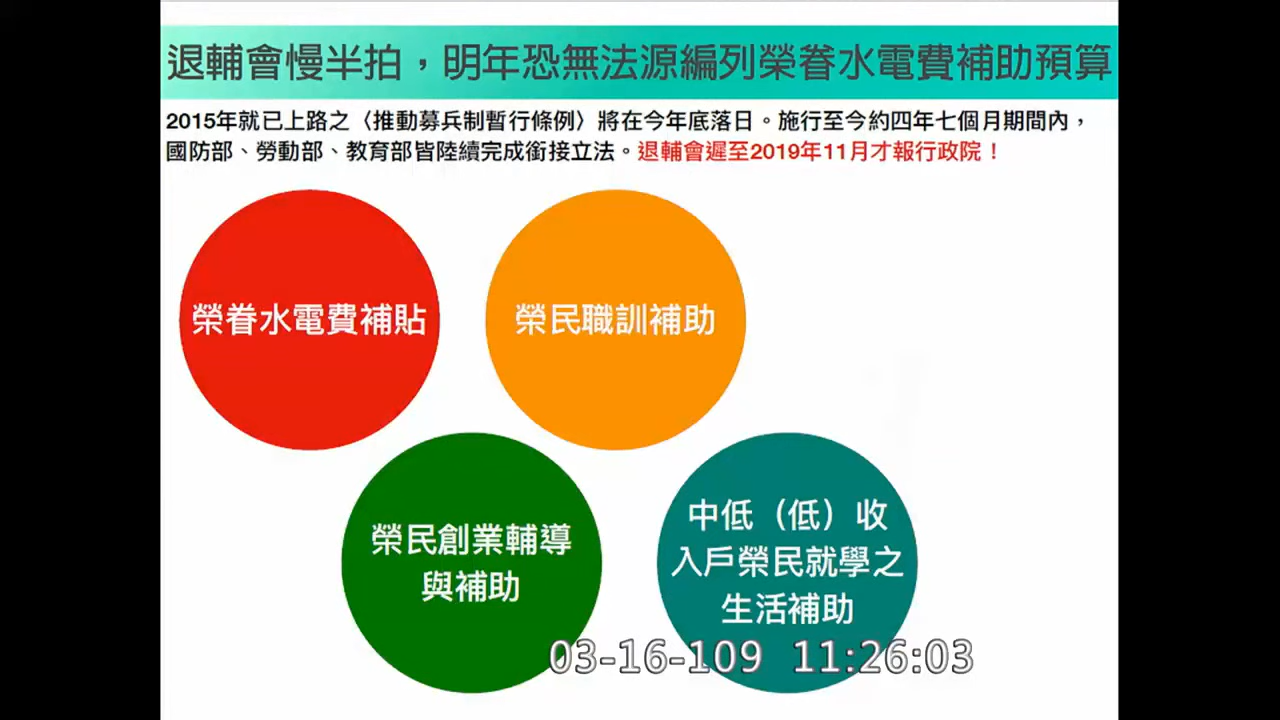 退輔會慢半拍，明年恐無法源編列榮眷水電費補助預算
2015年就已上路之〈推動募兵制暫行條例〉將在今年底落日。施行至今約四年七個月期間內，
國防部、勞動部、教育部皆陸續完成銜接立法。退輔會遲至2019年11月才報行政院！
榮眷水電費補貼
榮民職訓補助
榮民創業輔導
與補助
中低（低）收
入戶榮民就學之
生活補助
03-16-109 11:26:03